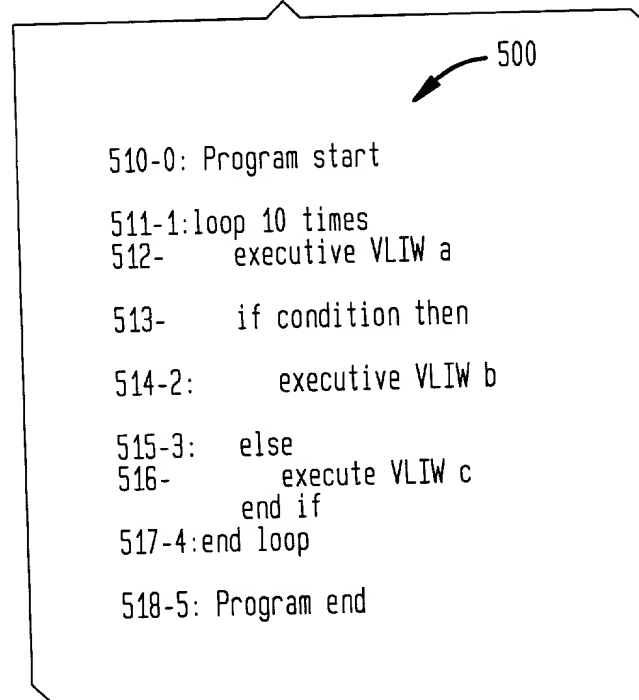 500
510-0: Program start
511-1:loop 10 times
512- executive VLIW a
513- if condition then
514-2: executive VLIW b
515-3: else
516- execute VLIW c
end if
517-4:end loop
518-5: Program end